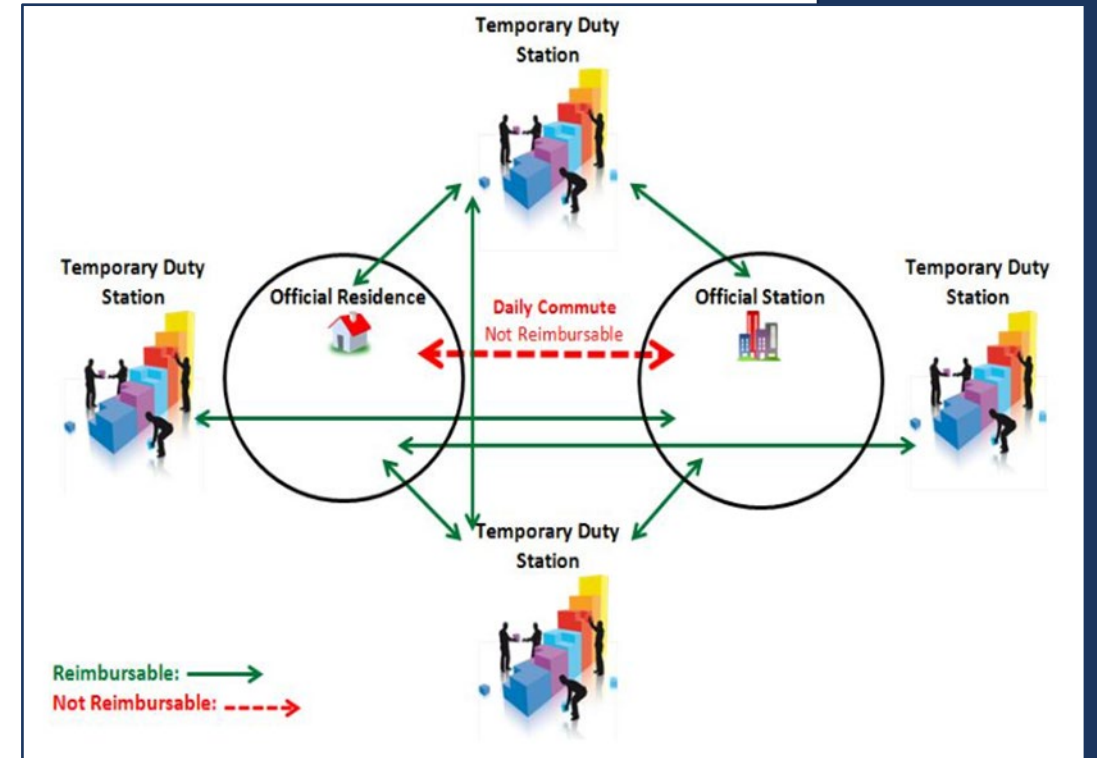 Temporary Duty
Station
Temporary Duty
Station
Official Residence
Daily Commute
Not Reimbursable
Official Station
Temporary Duty
Station
Temporary Duty
Station
Reimbursable:
Not Reimbursable: